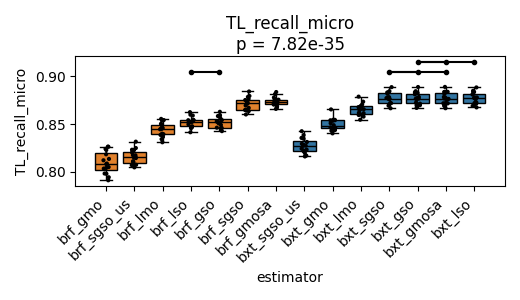 TL_recall_micro
p = 7.82e-35
TL_recall_micro
0.90
0.85
0.80
brf_gmo
brf_sgso_us
brf_lmo
brf_lso
brf_gso
brf_sgso
brf_gmosa
bxt_sgso_us
bxt_gmo
bxt_lmo
bxt_sgso
bxt_gso
bxt_gmosa
bxt_lso
estimator